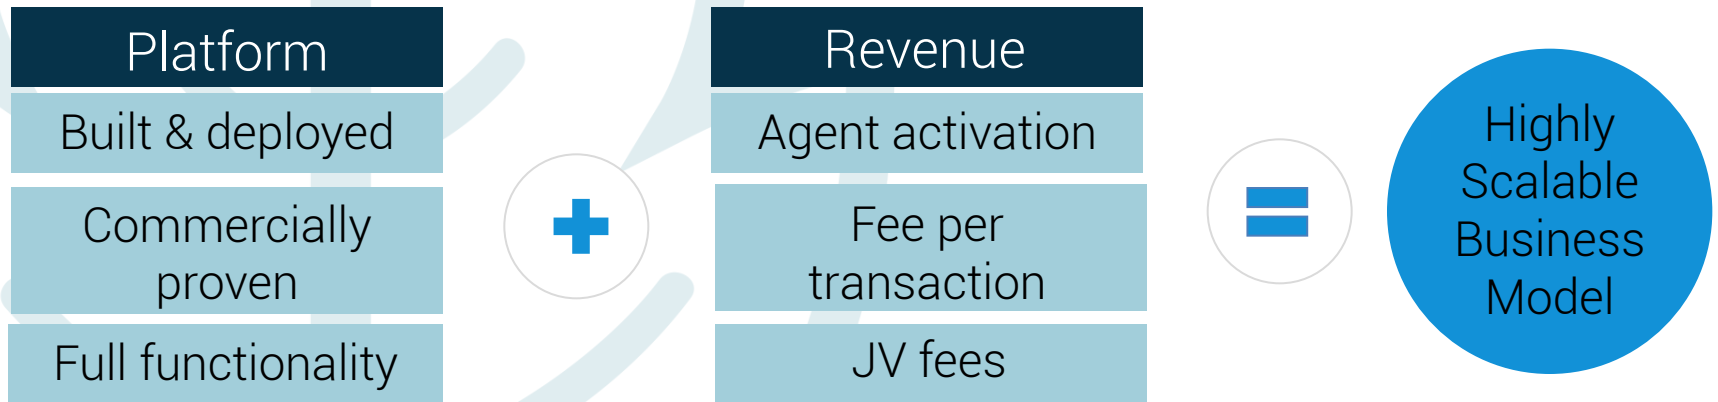 Platform
Built & deployed
Commercially
proven
Full functionality
Revenue
Agent activation
Fee per
transaction
JV fees
Highly
Scalable
Business
Model